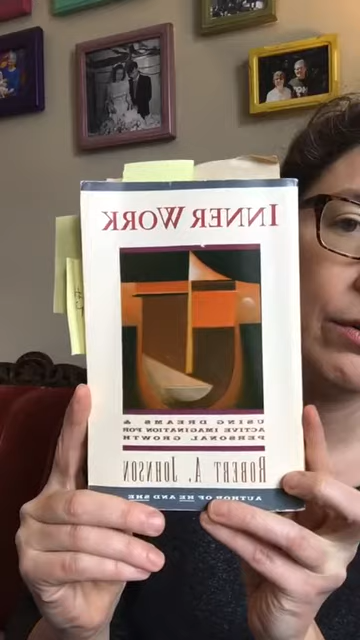 INNER WORK
USING DREAMS &
ACTIVE IMAGINATION FOR
PERSONAL GROWTH
ROBERT A. JOHNSON
AUTHOR OF HE AND SHE